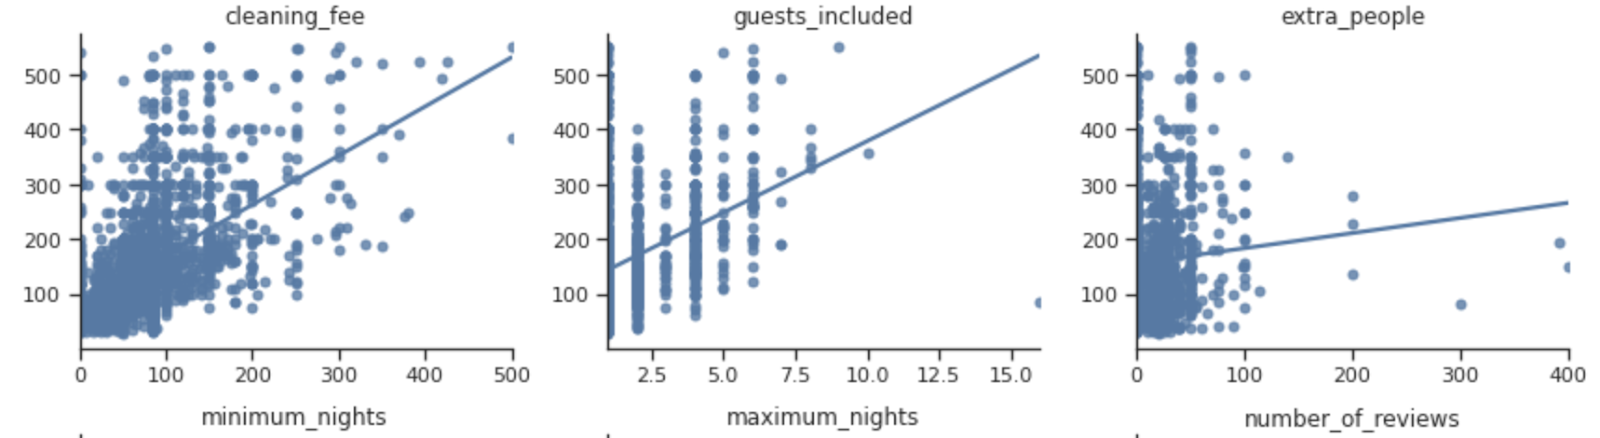 cleaning_fee guests_included extra_people
500 500 500
400 400 400
300 300 300
200 200 200
100 100 100
0 100 200 300 400 500 2.5 5.0 7.5 10.0 12.5 15.0 0 100 200 300 400
minimum_nights maximum_nights number_of_reviews